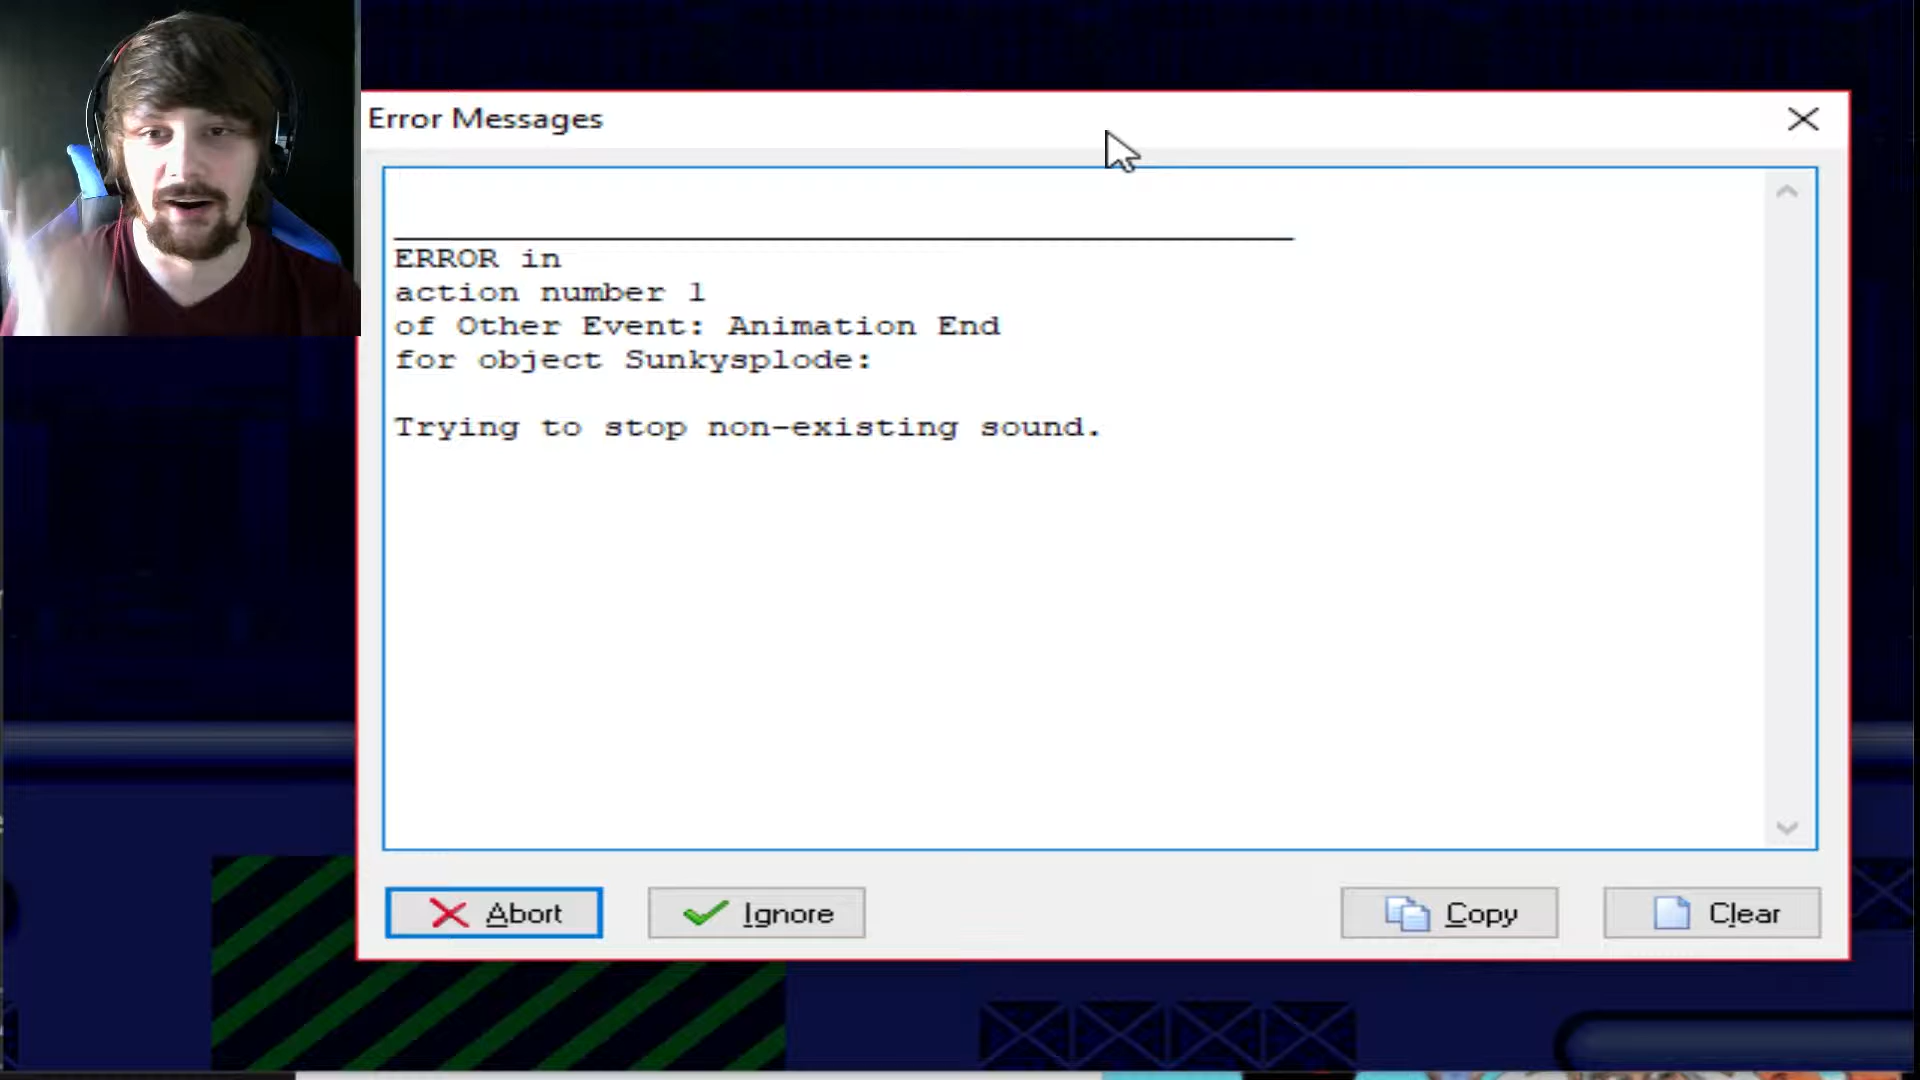 Error Messages
ERROR in
action number 1
of Other Event: Animation End
for object Sunkysplode:
Trying to stop non-existing sound.
Abort
Ignore
Copy
Clear